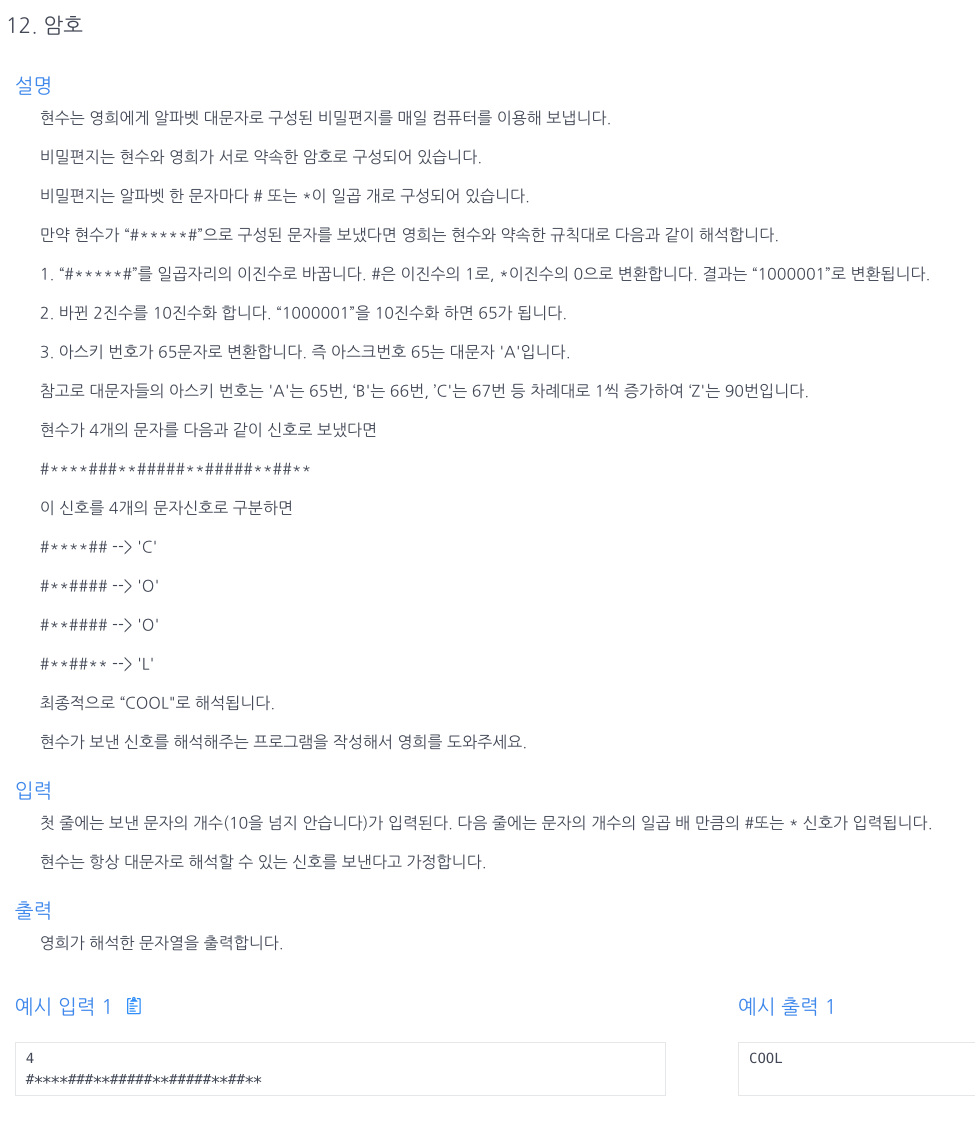 12. 암호
설명
현수는 영희에게 알파벳 대문자로 구성된 비밀편지를 매일 컴퓨터를 이용해 보냅니다.
비밀편지는 현수와 영희가 서로 약속한 암호로 구성되어 있습니다.
비밀편지는 알파벳 한 문자마다 # 또는 *이 일곱 개로 구성되어 있습니다.
만약 현수가 “#*****#”으로 구성된 문자를 보냈다면 영희는 현수와 약속한 규칙대로 다음과 같이 해석합니다.
1. “#*****#”를 일곱자리의 이진수로 바꿉니다. #은 이진수의 1로, *이진수의 0으로 변환합니다. 결과는 “1000001”로 변환됩니다.
2. 바뀐 2진수를 10진수화 합니다. “1000001”을 10진수화 하면 65가 됩니다.
3. 아스키 번호가 65문자로 변환합니다. 즉 아스크번호 65는 대문자 'A'입니다.
참고로 대문자들의 아스키 번호는 'A'는 65번, ‘B'는 66번, ’C'는 67번 등 차례대로 1씩 증가하여 ‘Z'는 90번입니다.
현수가 4개의 문자를 다음과 같이 신호로 보냈다면
#****###**#####**#####**##**
이 신호를 4개의 문자신호로 구분하면
#****## --> 'C'
#**#### --> 'O'
#**#### --> 'O'
#**##** --> 'L'
최종적으로 “COOL"로 해석됩니다.
현수가 보낸 신호를 해석해주는 프로그램을 작성해서 영희를 도와주세요.
입력
첫 줄에는 보낸 문자의 개수(10을 넘지 안습니다)가 입력된다. 다음 줄에는 문자의 개수의 일곱 배 만큼의 #또는 * 신호가 입력됩니다.
현수는 항상 대문자로 해석할 수 있는 신호를 보낸다고 가정합니다.
출력
영희가 해석한 문자열을 출력합니다.
예시 입력 1
4
#****###**#####**#####**##**
예시 출력 1
COOL